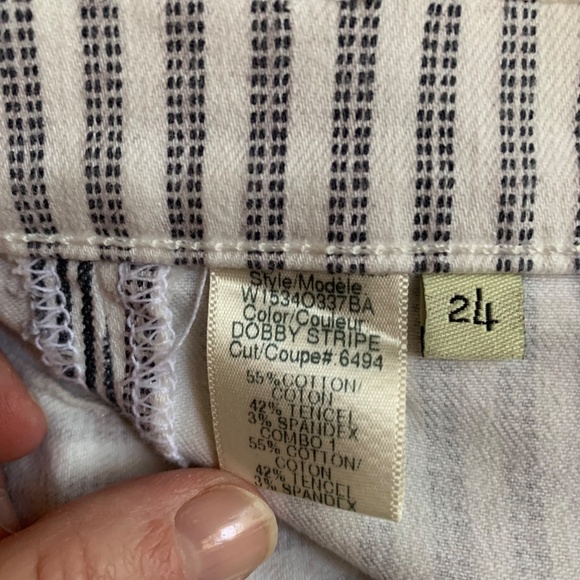 Style/Modèle
W1534O337BA
Color/Couleur
DOBBY STRIPE
Cut/Coupe#:6494
55%COTTON/
COTON
42%TENCEL
3%SPANDEX
COMBO 1
55%COTTON/
COTON
42%TENCEL
3%SPANDEX
24